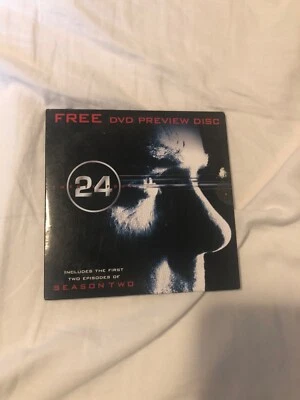 FREE DVD PREVIEW DISC
24
INCLUDES THE FIRST
TWO EPISODES OF
SEASON TWO